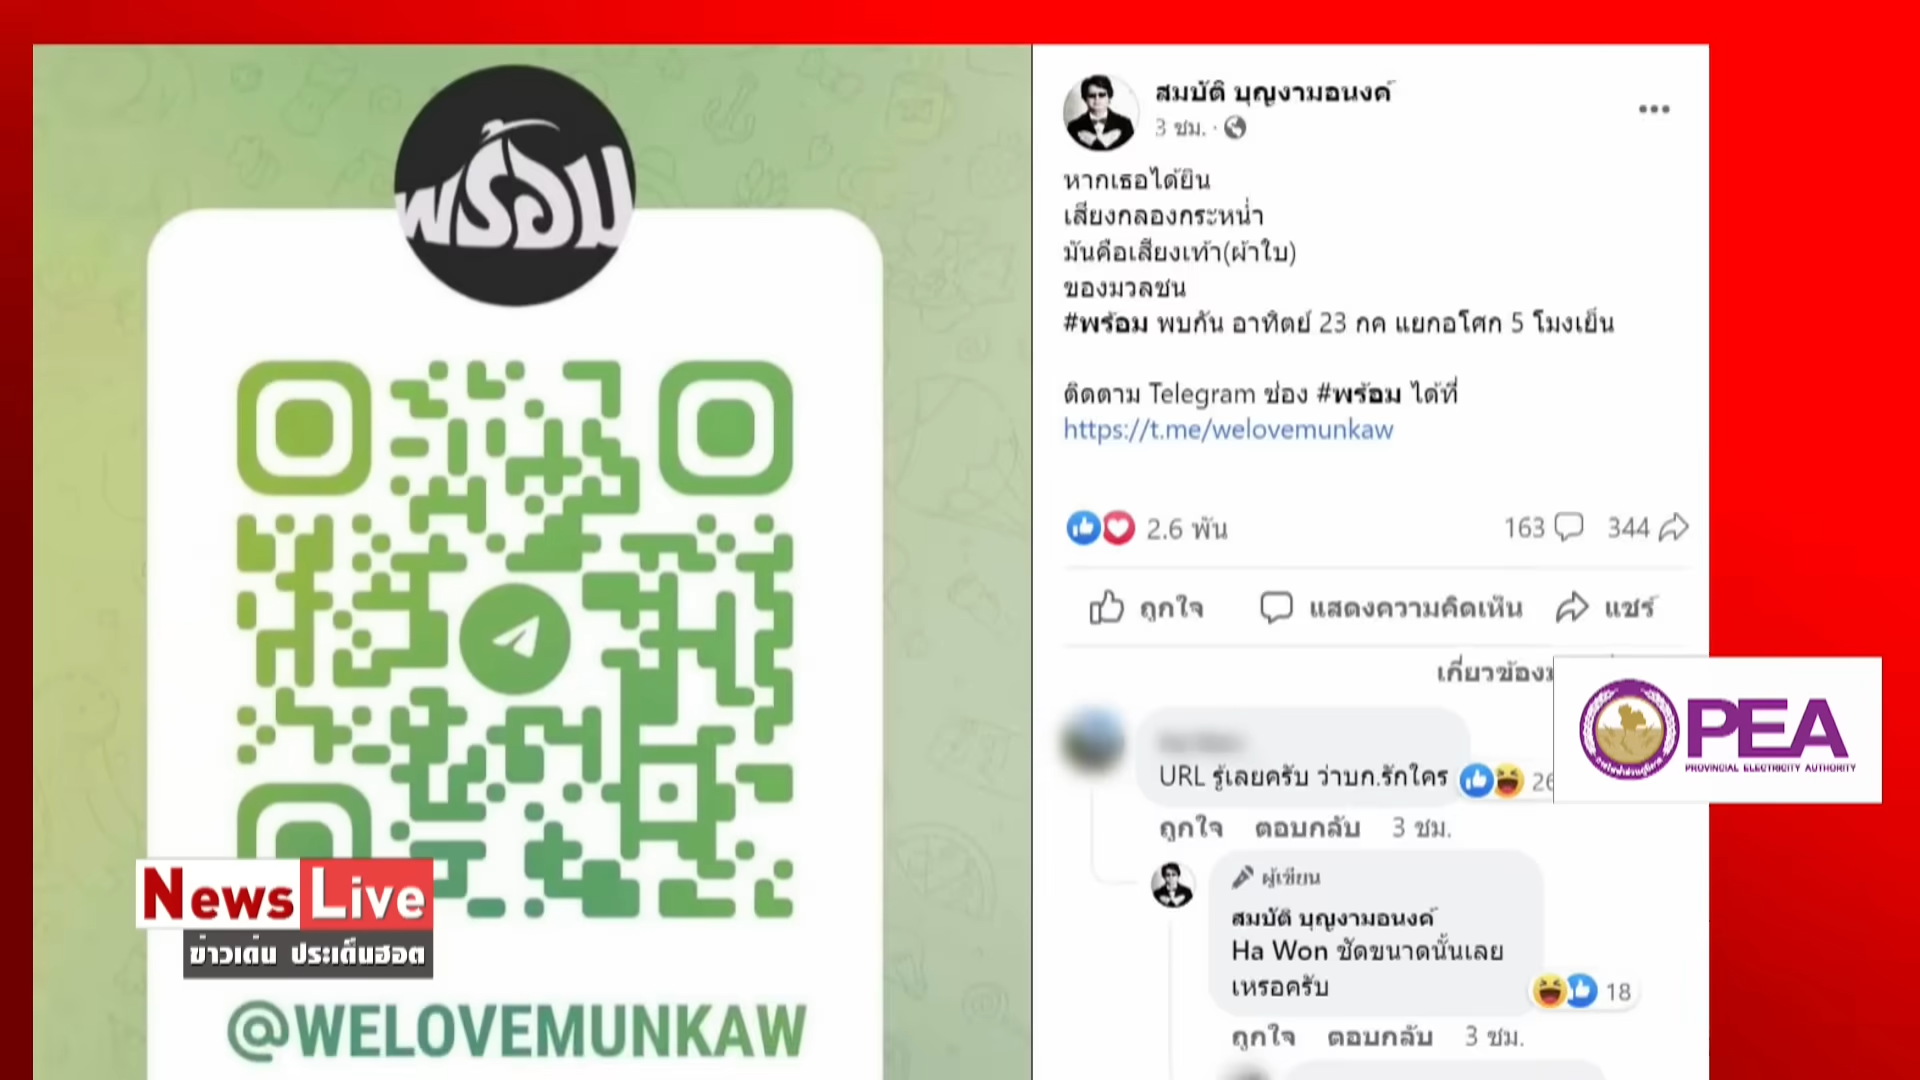 พร้อม
@WELOVEMUNKAW
News Live
ข่าวเด่น ประเด็นฮอต
สมบัติ บุญงามอนงค์
3 ชม. ·
หากเธอได้ยิน
เสียงกลองกระหน่ำ
มันคือเสียงเท้า(ผ้าใบ)
ของมวลชน
#พร้อม พบกัน อาทิตย์ 23 กค แยกอโศก 5 โมงเย็น
ติดตาม Telegram ช่อง #พร้อม ได้ที่
https://t.me/welovemunkaw
2.6 พัน 163 344
ถูกใจ แสดงความคิดเห็น แชร์
URL รู้เลยครับ ว่าบก.รักใคร
ถูกใจ ตอบกลับ 3 ชม.
ผู้เขียน
สมบัติ บุญงามอนงค์
Ha Won ชัดขนาดนั้นเลย
เหรอครับ
18
ถูกใจ ตอบกลับ 3 ชม.
PEA
PROVINCIAL ELECTRICITY AUTHORITY